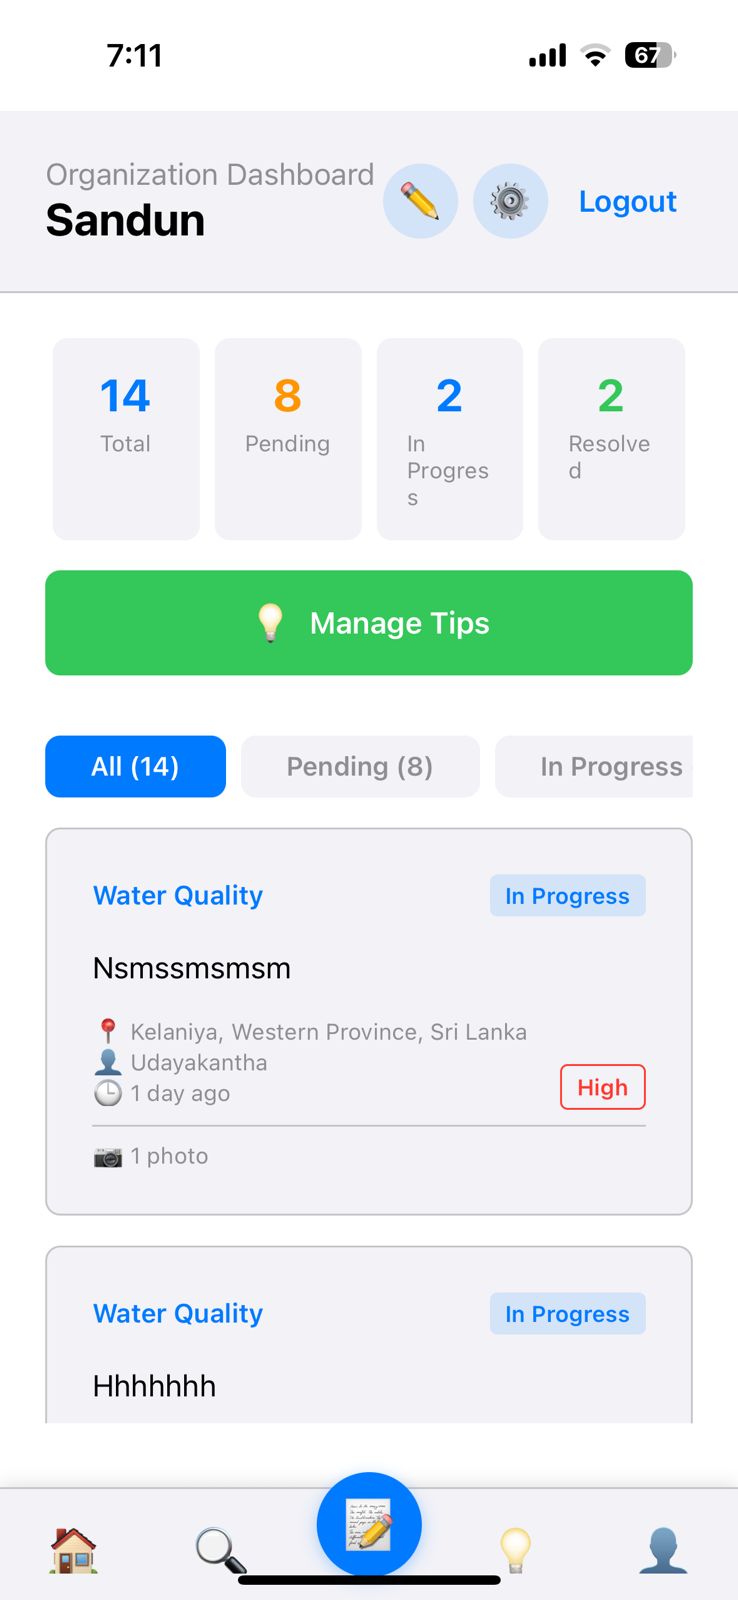 7:11
67
Organization Dashboard
Sandun
Logout
14
Total
8
Pending
2
In
Progres
s
2
Resolve
d
Manage Tips
All (14)
Pending (8)
In Progress
Water Quality
In Progress
Nsmssmsmsm
Kelaniya, Western Province, Sri Lanka
Udayakantha
1 day ago
High
1 photo
Water Quality
In Progress
Hhhhhhh